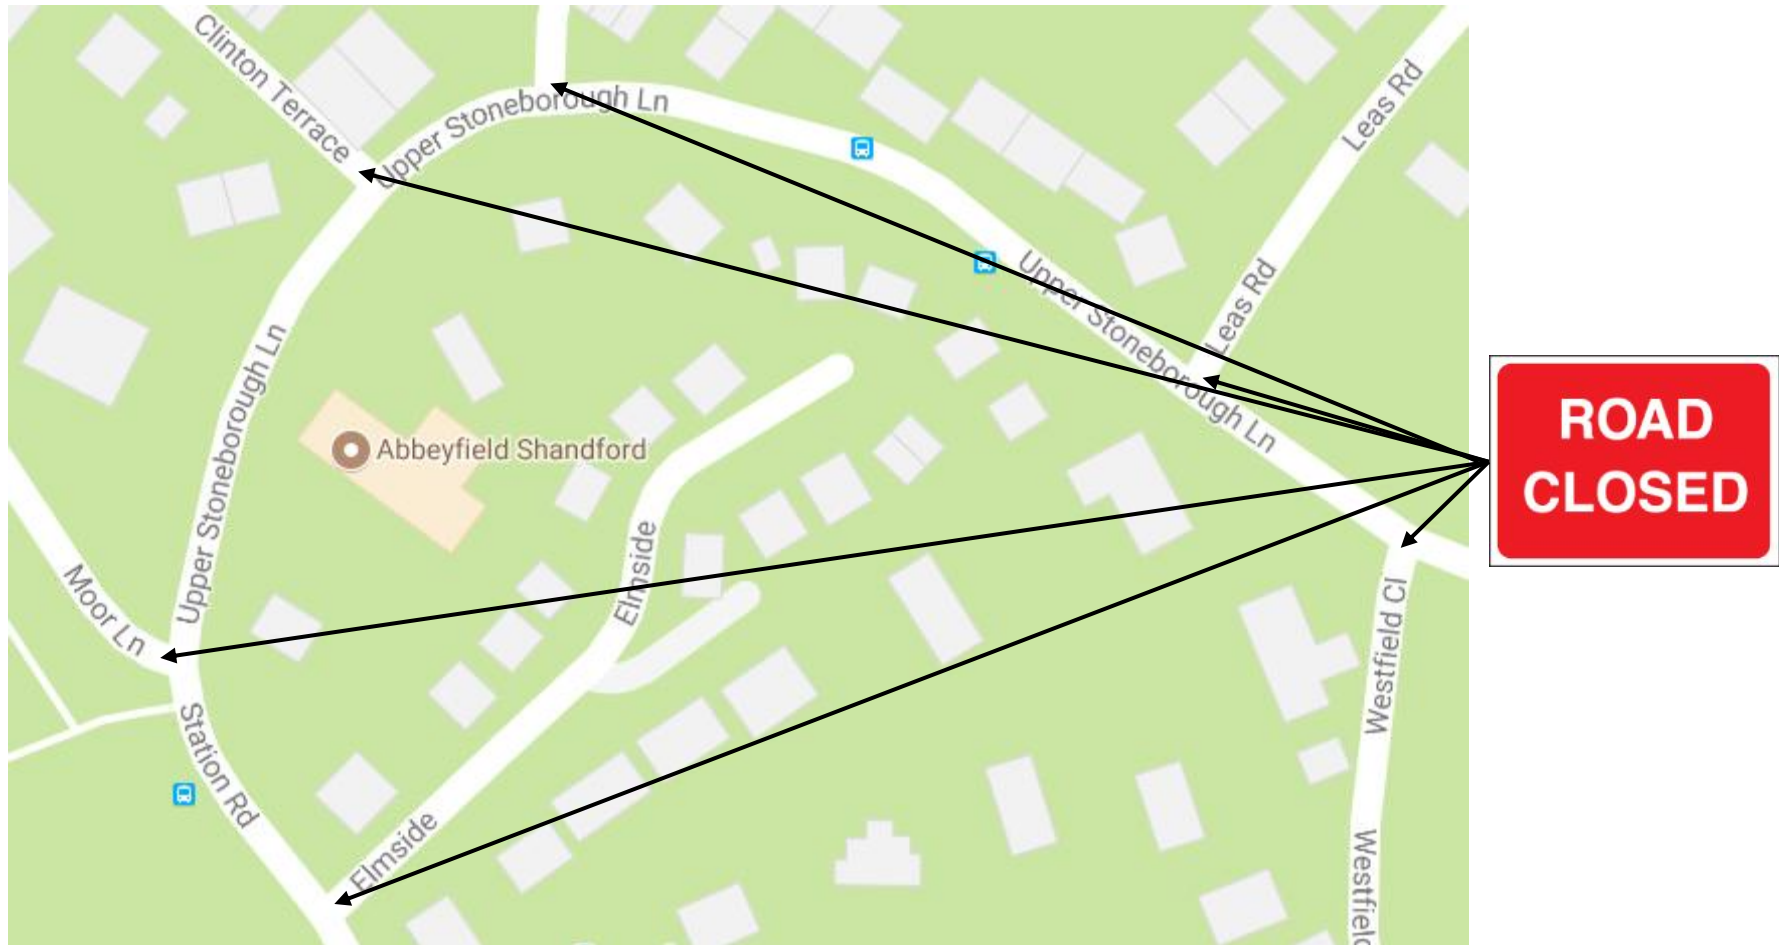 Clinton Terrace
Upper Stoneborough Ln
Leas Rd
Upper Stoneborough Ln
Leas Rd
Upper Stoneborough Ln
ROAD
CLOSED
Abbeyfield Shandford
Elmside
Moor Ln
Westfield Cl
Station Rd
Elmside